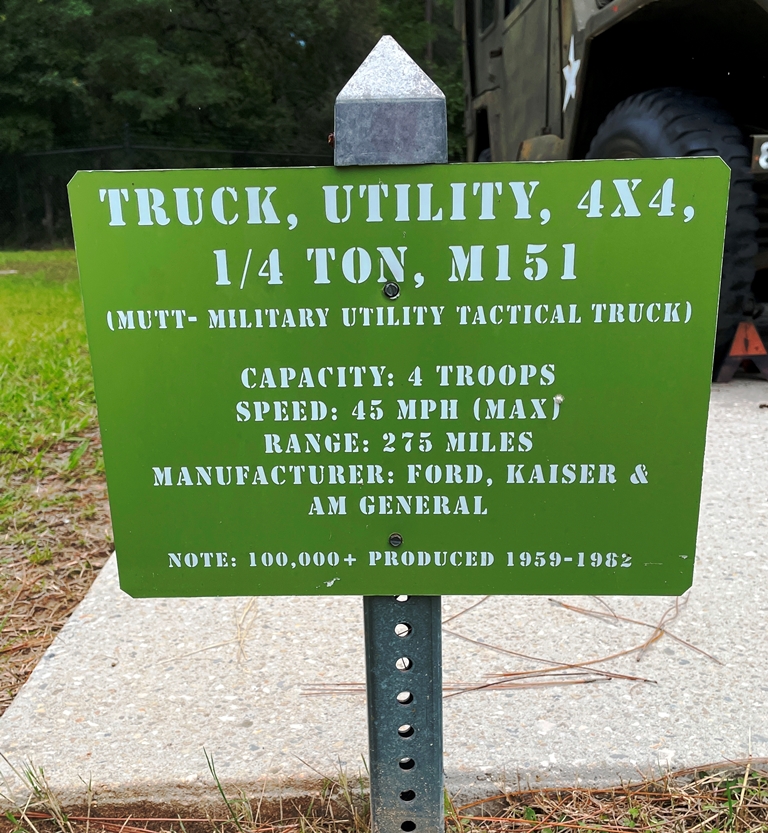 TRUCK, UTILITY, 4X4,
1/4 TON, M151
(MUTT- MILITARY UTILITY TACTICAL TRUCK)
CAPACITY: 4 TROOPS
SPEED: 45 MPH (MAX)
RANGE: 275 MILES
MANUFACTURER: FORD, KAISER &
AM GENERAL
NOTE: 100,000+ PRODUCED 1959-1982